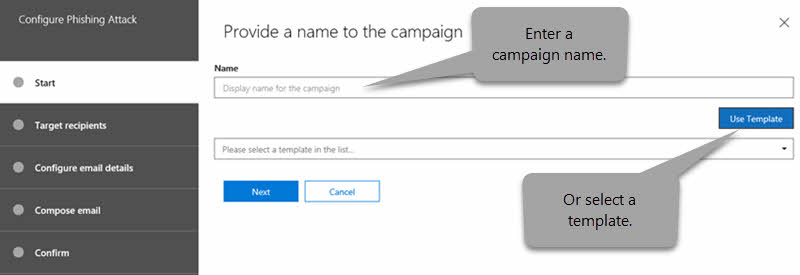 Configure Phishing Attack
Provide a name to the campaign
Enter a
campaign name.
Start
Name
Display name for the campaign
Target recipients
Use Template
Please select a template in the list...
Configure email details
Next
Cancel
Or select a
template.
Compose email
Confirm